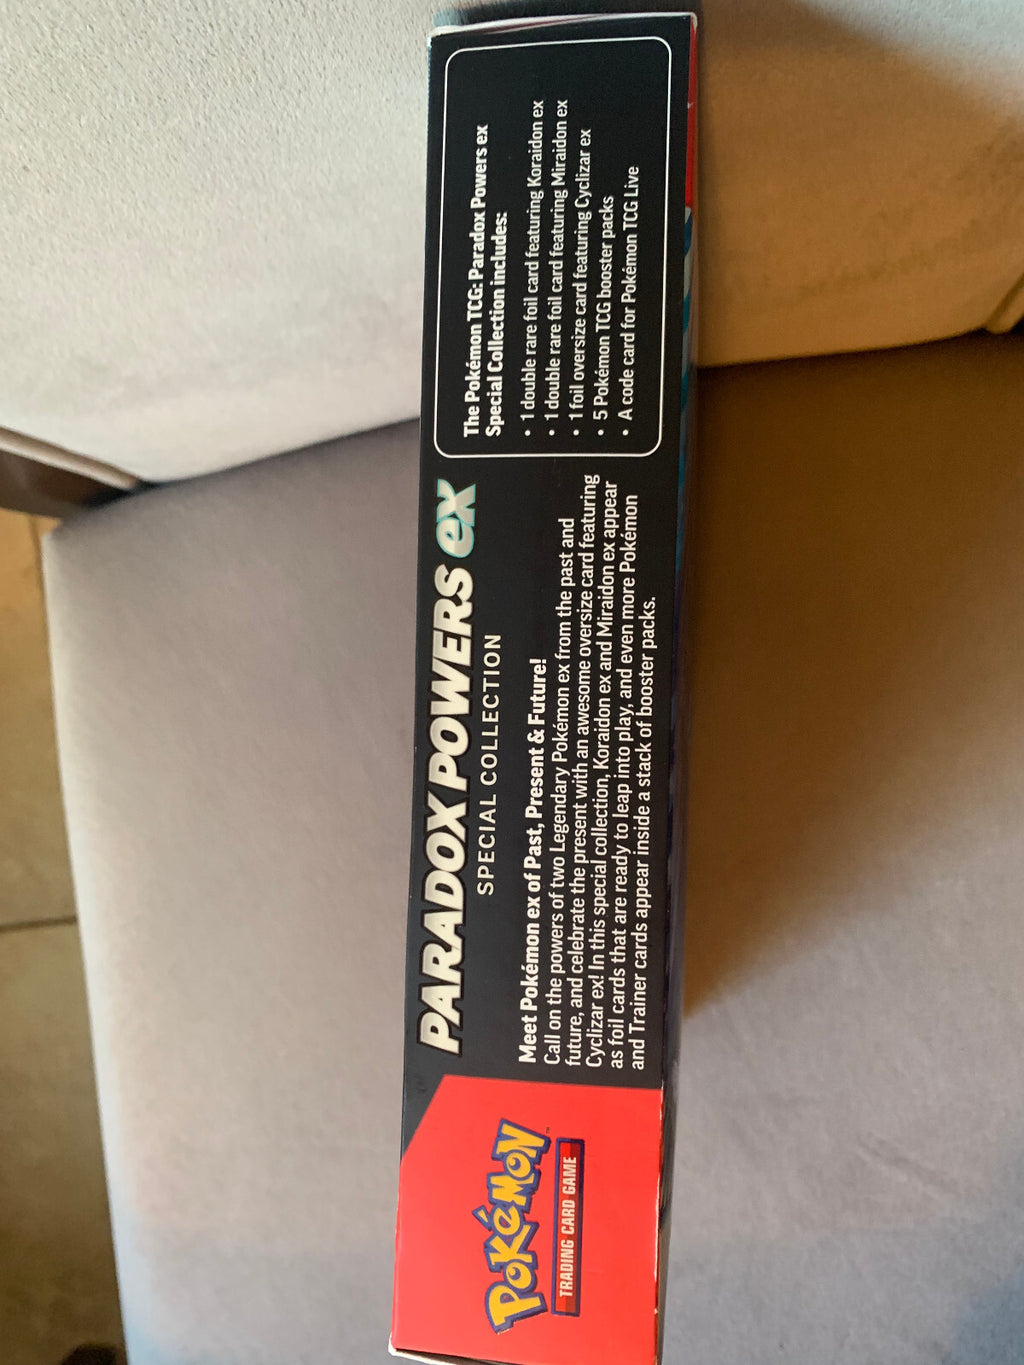 POKéMON
TRADING CARD GAME
PARADOX POWERS ex
SPECIAL COLLECTION
Meet Pokémon ex of Past, Present & Future!
Call on the powers of two Legendary Pokémon ex from the past and
future, and celebrate the present with an awesome oversize card featuring
Cyclizar ex! In this special collection, Koraidon ex and Miraidon ex appear
as foil cards that are ready to leap into play, and even more Pokémon
and Trainer cards appear inside a stack of booster packs.
The Pokémon TCG: Paradox Powers ex
Special Collection includes:
• 1 double rare foil card featuring Koraidon ex
• 1 double rare foil card featuring Miraidon ex
• 1 foil oversize card featuring Cyclizar ex
• 5 Pokémon TCG booster packs
• A code card for Pokémon TCG Live